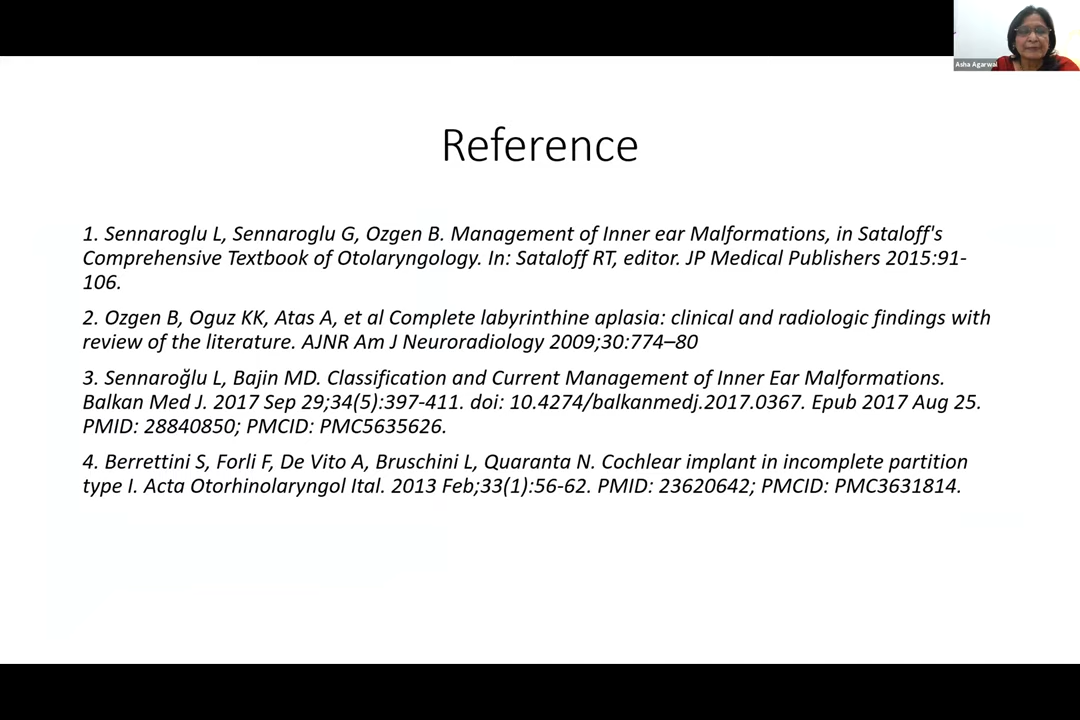 Asha Agarwal
Reference
1. Sennaroglu L, Sennaroglu G, Ozgen B. Management of Inner ear Malformations, in Sataloff's
Comprehensive Textbook of Otolaryngology. In: Sataloff RT, editor. JP Medical Publishers 2015:91-
106.
2. Ozgen B, Oguz KK, Atas A, et al Complete labyrinthine aplasia: clinical and radiologic findings with
review of the literature. AJNR Am J Neuroradiology 2009;30:774–80
3. Sennaroğlu L, Bajin MD. Classification and Current Management of Inner Ear Malformations.
Balkan Med J. 2017 Sep 29;34(5):397-411. doi: 10.4274/balkanmedj.2017.0367. Epub 2017 Aug 25.
PMID: 28840850; PMCID: PMC5635626.
4. Berrettini S, Forli F, De Vito A, Bruschini L, Quaranta N. Cochlear implant in incomplete partition
type I. Acta Otorhinolaryngol Ital. 2013 Feb;33(1):56-62. PMID: 23620642; PMCID: PMC3631814.